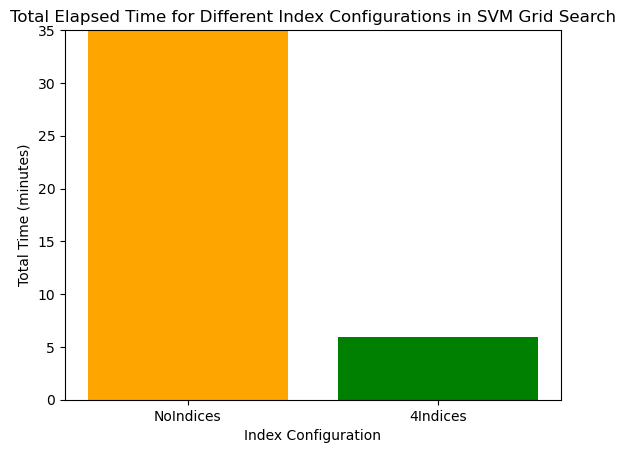 Total Elapsed Time for Different Index Configurations in SVM Grid Search
35
30
25
20
15
10
5
0
Total Time (minutes)
NoIndices
4Indices
Index Configuration